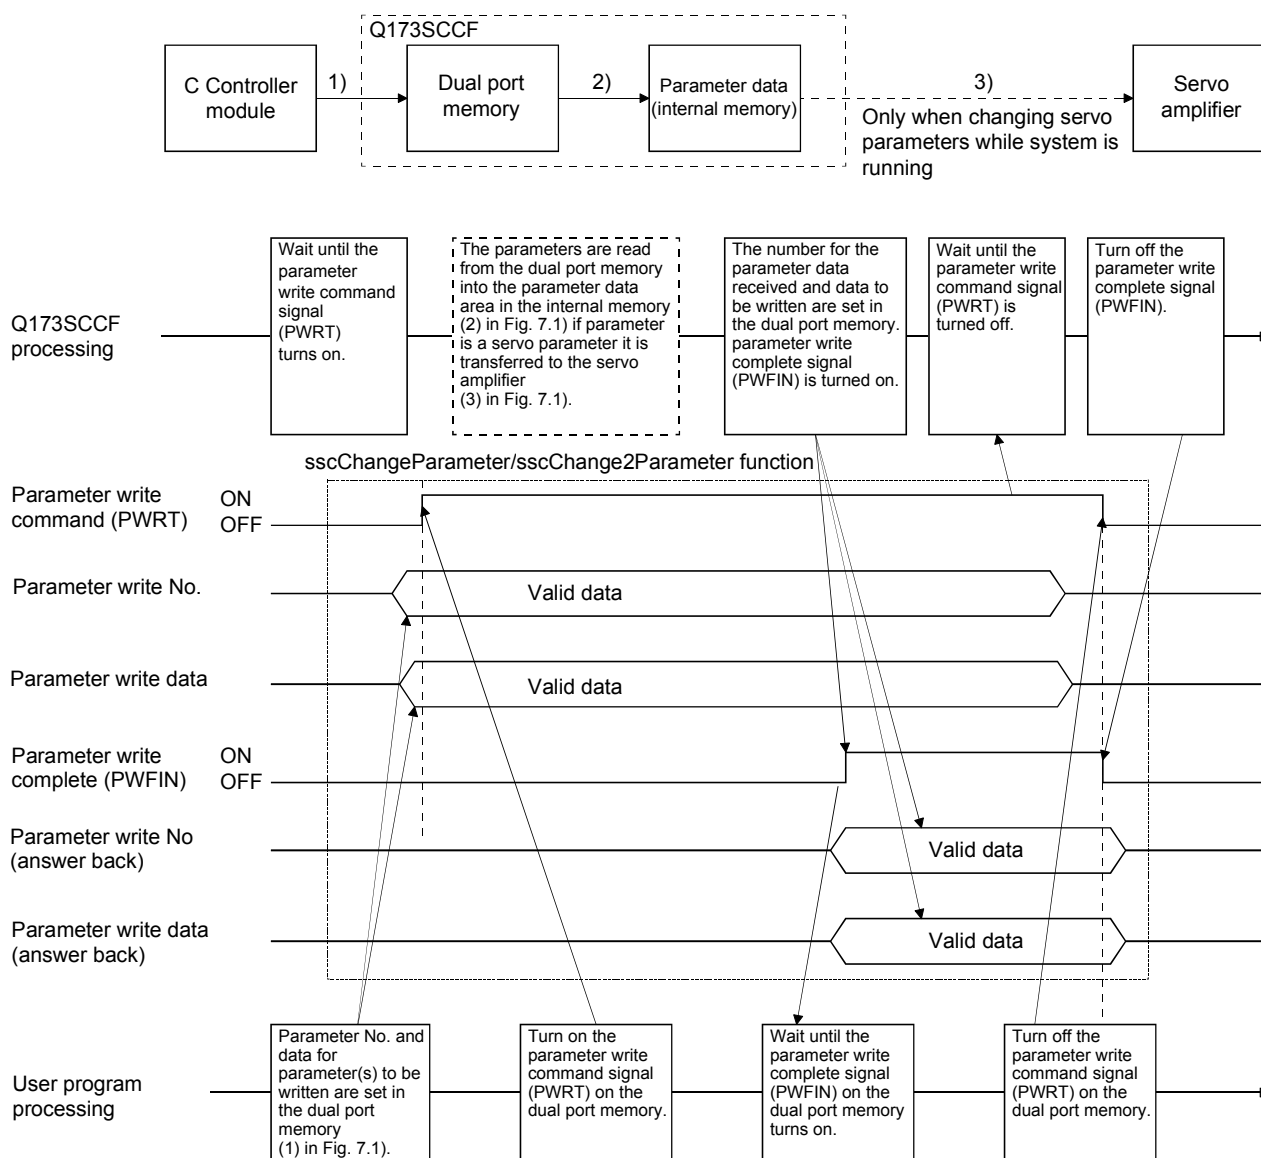 Q173SCCF
C Controller
module
1)
Dual port
memory
2)
Parameter data
(internal memory)
3)
Only when changing servo
parameters while system is
running
Servo
amplifier
Q173SCCF
processing
Wait until the
parameter
write command
signal
(PWRT)
turns on.
The parameters are read
from the dual port memory
into the parameter data
area in the internal memory
(2) in Fig. 7.1) if parameter
is a servo parameter it is
transferred to the servo
amplifier
(3) in Fig. 7.1).
The number for the
parameter data
received and data to
be written are set in
the dual port memory.
parameter write
complete signal
(PWFIN) is turned on.
Wait until the
parameter write
command signal
(PWRT) is
turned off.
Turn off the
parameter write
complete signal
(PWFIN).
sscChangeParameter/sscChange2Parameter function
Parameter write
command (PWRT)
ON
OFF
Parameter write No.
Valid data
Parameter write data
Valid data
Parameter write
complete (PWFIN)
ON
OFF
Parameter write No
(answer back)
Valid data
Parameter write data
(answer back)
Valid data
User program
processing
Parameter No. and
data for
parameter(s) to be
written are set in
the dual port
memory
(1) in Fig. 7.1).
Turn on the
parameter write
command signal
(PWRT) on the
dual port memory.
Wait until the
parameter write
complete signal
(PWFIN) on the
dual port memory
turns on.
Turn off the
parameter write
command signal
(PWRT) on the
dual port memory.